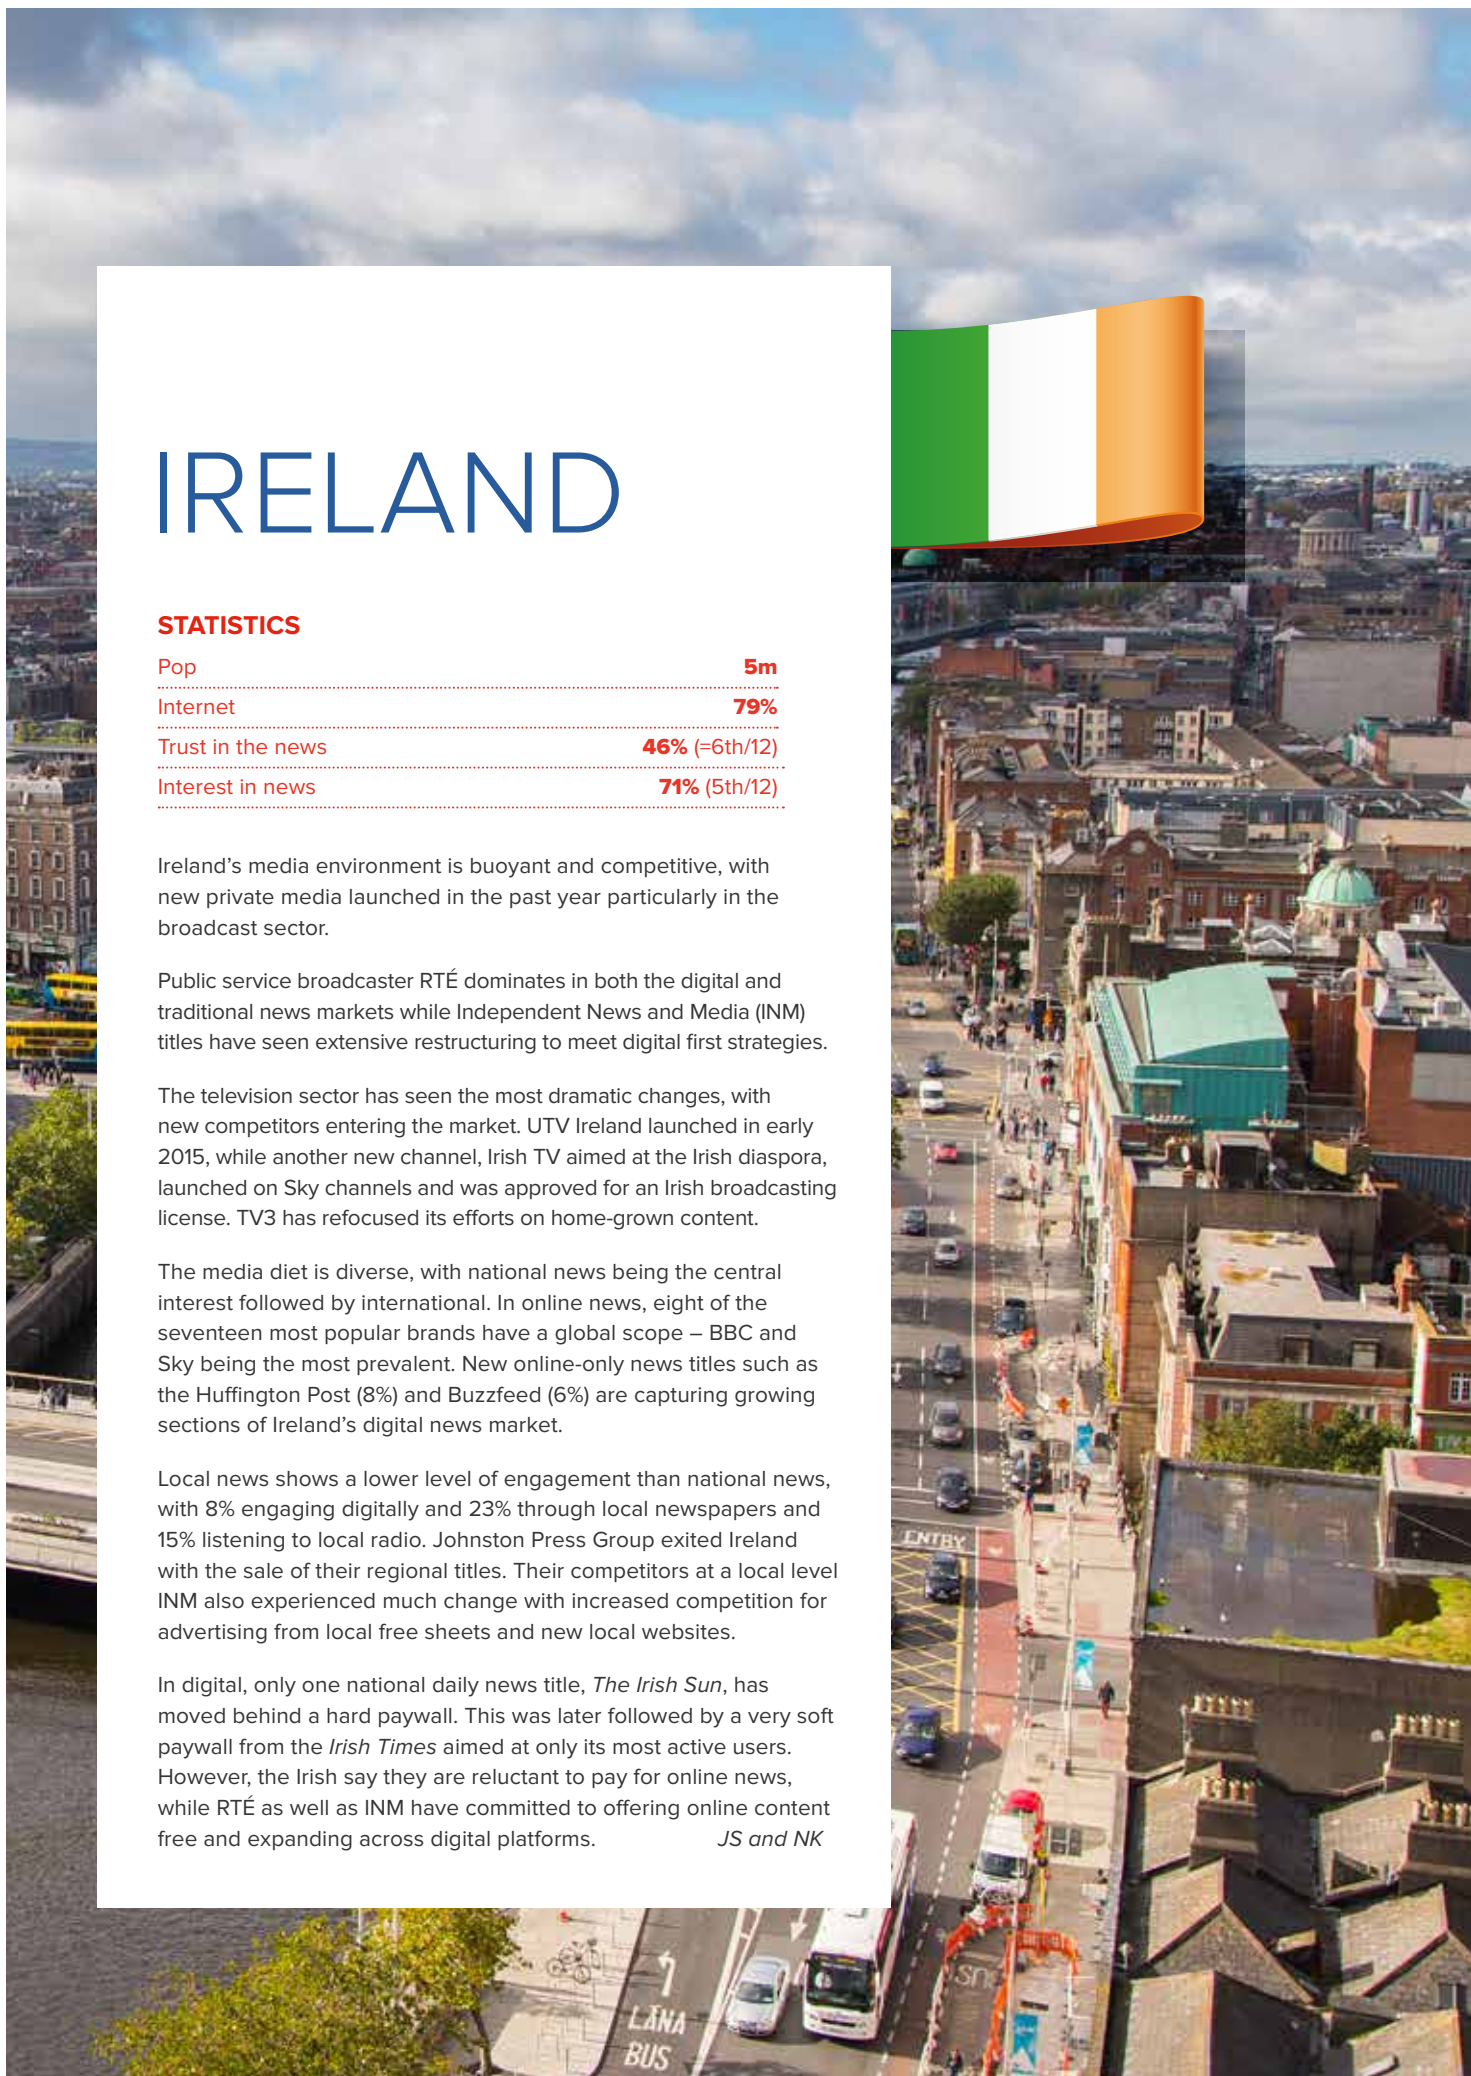 IRELAND
STATISTICS
Pop 5m
Internet 79%
Trust in the news 46% (=6th/12)
Interest in news 71% (5th/12)
Ireland's media environment is buoyant and competitive, with
new private media launched in the past year particularly in the
broadcast sector.
Public service broadcaster RTÉ dominates in both the digital and
traditional news markets while Independent News and Media (INM)
titles have seen extensive restructuring to meet digital first strategies.
The television sector has seen the most dramatic changes, with
new competitors entering the market. UTV Ireland launched in early
2015, while another new channel, Irish TV aimed at the Irish diaspora,
launched on Sky channels and was approved for an Irish broadcasting
license. TV3 has refocused its efforts on home-grown content.
The media diet is diverse, with national news being the central
interest followed by international. In online news, eight of the
seventeen most popular brands have a global scope – BBC and
Sky being the most prevalent. New online-only news titles such as
the Huffington Post (8%) and Buzzfeed (6%) are capturing growing
sections of Ireland's digital news market.
Local news shows a lower level of engagement than national news,
with 8% engaging digitally and 23% through local newspapers and
15% listening to local radio. Johnston Press Group exited Ireland
with the sale of their regional titles. Their competitors at a local level
INM also experienced much change with increased competition for
advertising from local free sheets and new local websites.
In digital, only one national daily news title, The Irish Sun, has
moved behind a hard paywall. This was later followed by a very soft
paywall from the Irish Times aimed at only its most active users.
However, the Irish say they are reluctant to pay for online news,
while RTÉ as well as INM have committed to offering online content
free and expanding across digital platforms. JS and NK
ENTRY
LÁNA
BUS